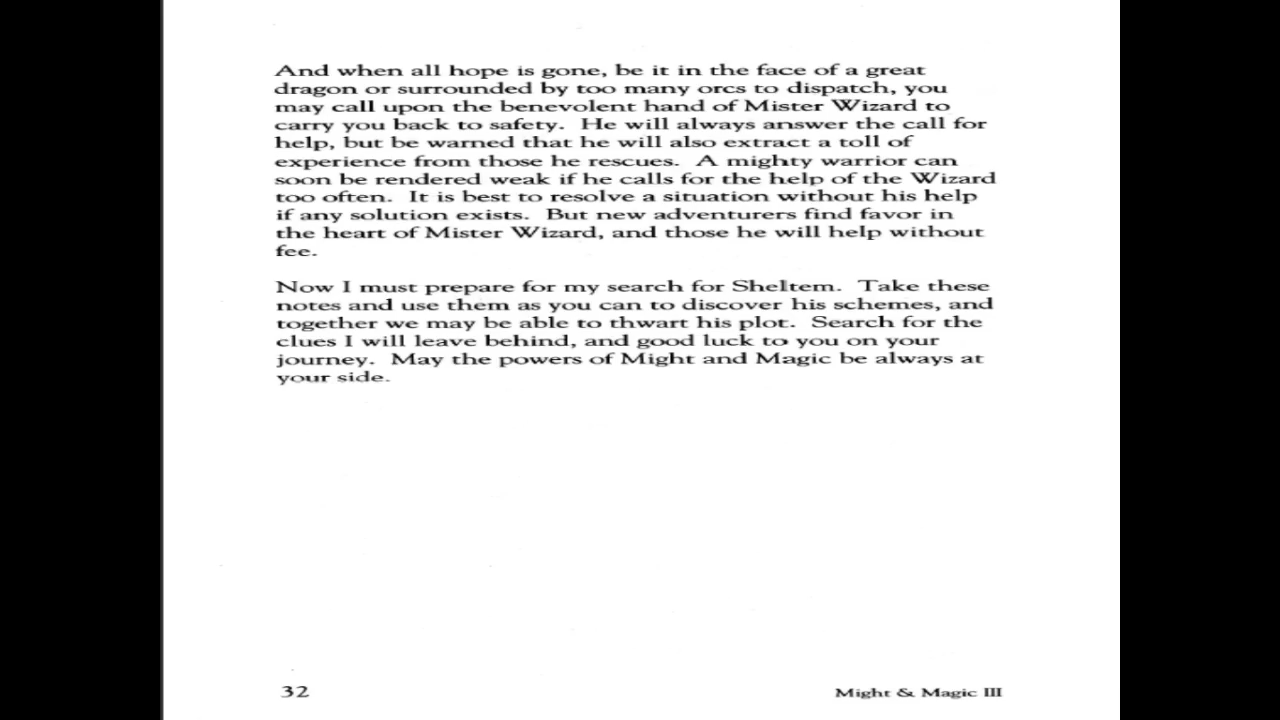 And when all hope is gone, be it in the face of a great
dragon or surrounded by too many orcs to dispatch, you
may call upon the benevolent hand of Mister Wizard to
carry you back to safety. He will always answer the call for
help, but be warned that he will also extract a toll of
experience from those he rescues. A mighty warrior can
soon be rendered weak if he calls for the help of the Wizard
too often. It is best to resolve a situation without his help
if any solution exists. But new adventurers find favor in
the heart of Mister Wizard, and those he will help without
fee.
Now I must prepare for my search for Sheltem. Take these
notes and use them as you can to discover his schemes, and
together we may be able to thwart his plot. Search for the
clues I will leave behind, and good luck to you on your
journey. May the powers of Might and Magic be always at
your side.
32
Might & Magic III